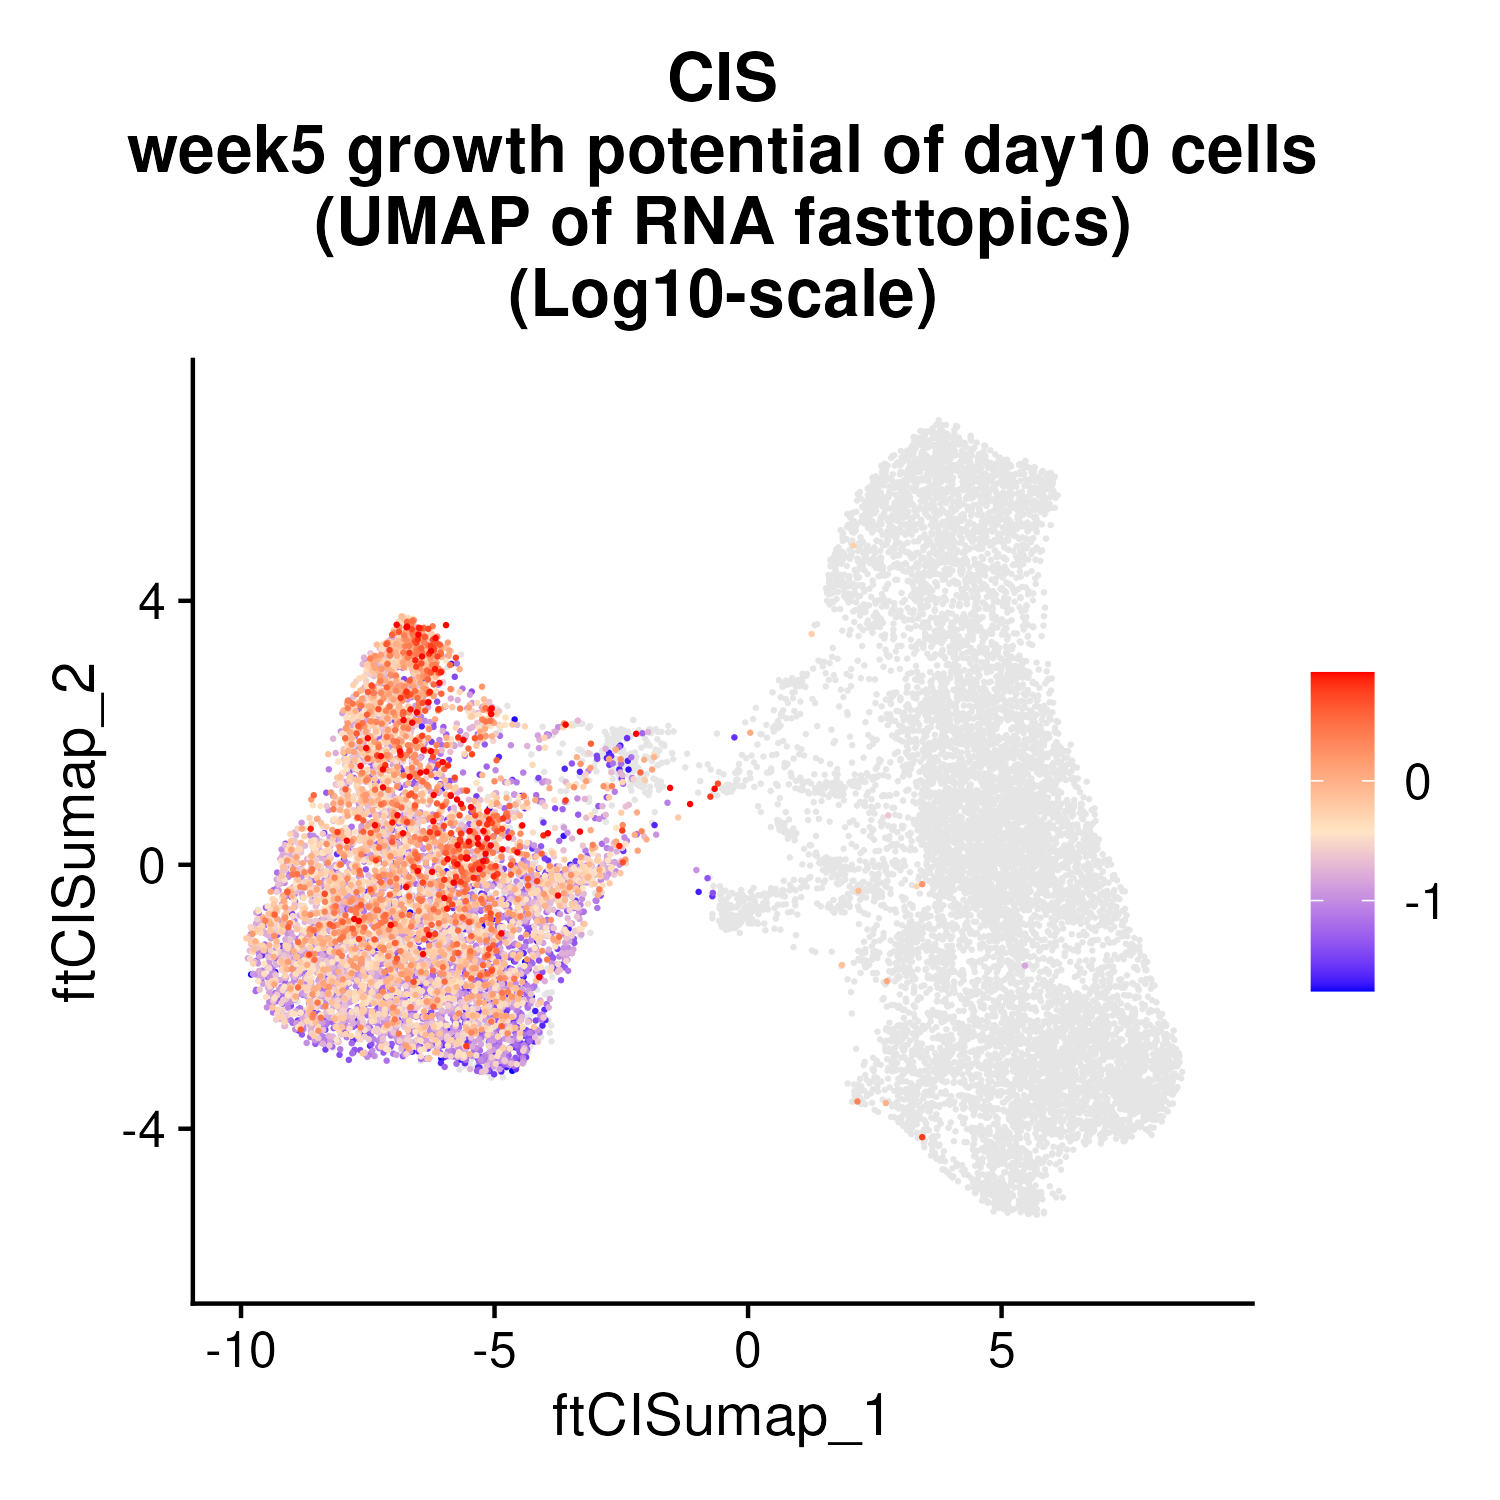 CIS
week5 growth potential of day10 cells
(UMAP of RNA fasttopics)
(Log10-scale)
ftCISumap_2
4
0
-4
0
-1
-10
-5
0
5
ftCISumap_1